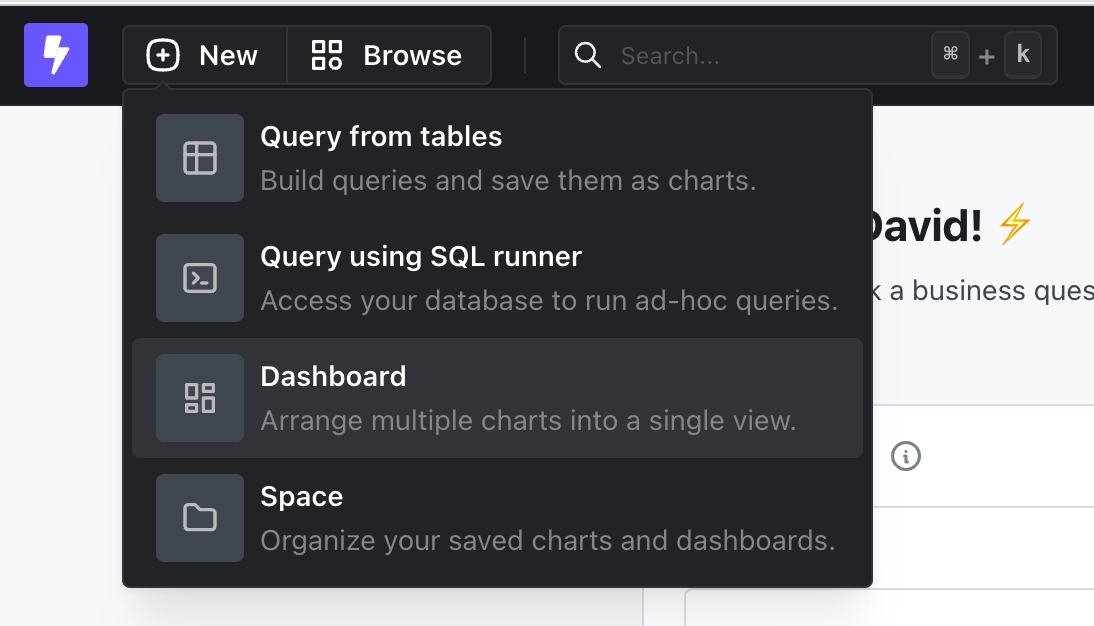 New Browse Search... ⌘ + k
Query from tables
Build queries and save them as charts.
Query using SQL runner
Access your database to run ad-hoc queries.
Dashboard
Arrange multiple charts into a single view.
Space
Organize your saved charts and dashboards.
David! ⚡
k a business ques